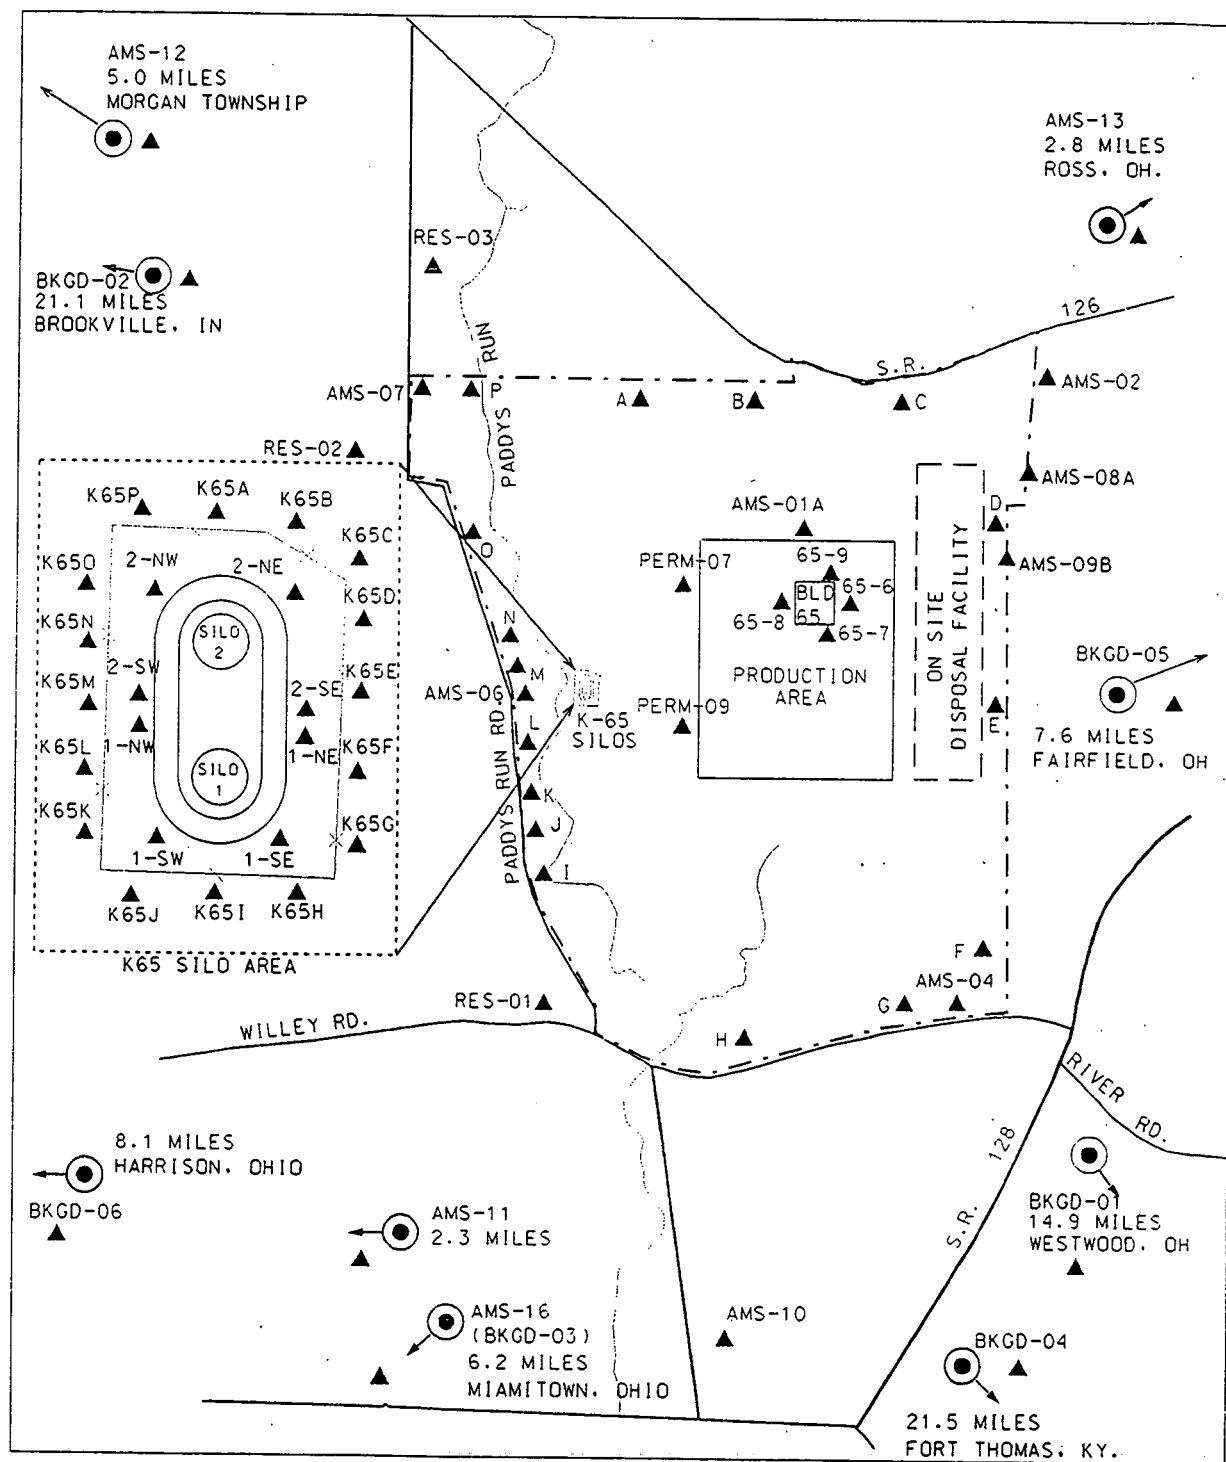 AMS-12
5.0 MILES
MORGAN TOWNSHIP
AMS-13
2.8 MILES
ROSS. OH.
RES-03
BKGD-02
21.1 MILES
BROOKVILLE. IN
126
S.R.
PADDYS RUN
AMS-07
P
A
B
C
AMS-02
RES-02
AMS-08A
K65P
K65A
K65B
K65C
K65O
2-NW
2-NE
K65D
K65N
SILO
2
2-SW
K65E
K65M
2-SE
1-NW
1-NE
K65L
SILO
1
K65F
K65K
K65G
1-SW
1-SE
K65J
K65I
K65H
K65 SILO AREA
O
N
M
AMS-06
L
K
J
I
PADDYS RUN RD.
K-65
SILOS
AMS-01A
PERM-07
65-9
BLD
65
65-6
65-8
65-7
PERM-09
PRODUCTION
AREA
ON SITE
DISPOSAL FACILITY
D
AMS-09B
E
BKGD-05
7.6 MILES
FAIRFIELD. OH
F
AMS-04
G
H
RES-01
WILLEY RD.
RIVER RD.
S.R. 128
8.1 MILES
HARRISON. OHIO
BKGD-06
AMS-11
2.3 MILES
AMS-16
(BKGD-03)
6.2 MILES
MIAMITOWN. OHIO
AMS-10
BKGD-01
14.9 MILES
WESTWOOD. OH
BKGD-04
21.5 MILES
FORT THOMAS. KY.